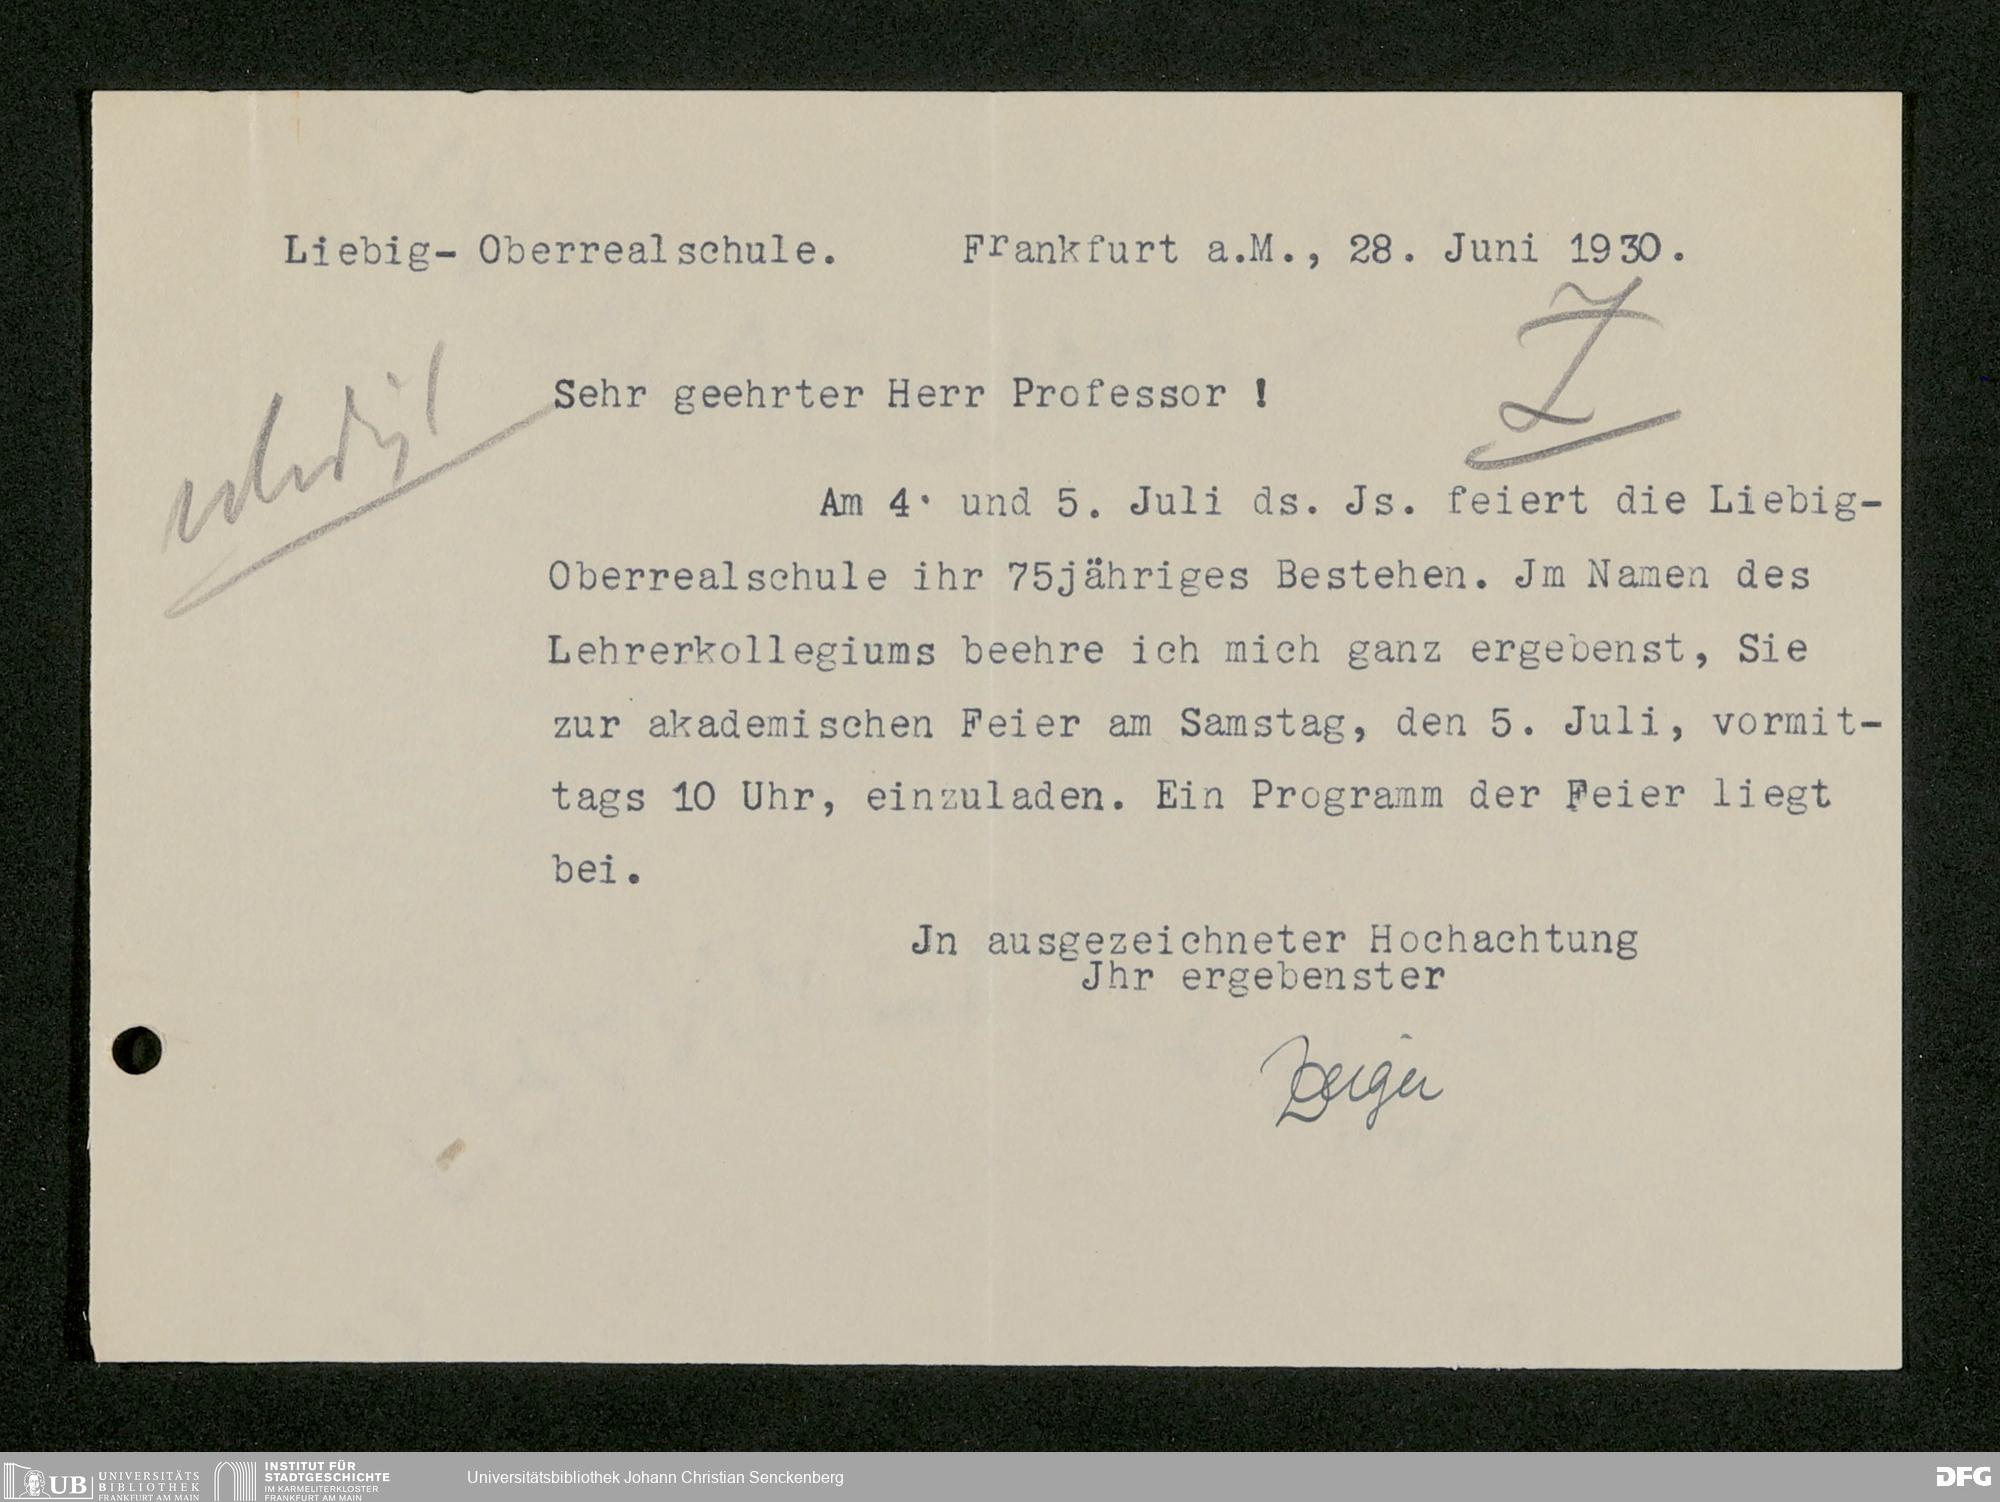 Liebig- Oberrealschule. Frankfurt a.M., 28. Juni 1930.
erledigt
I
Sehr geehrter Herr Professor !
Am 4. und 5. Juli ds. Js. feiert die Liebig-
Oberrealschule ihr 75jähriges Bestehen. Jm Namen des
Lehrerkollegiums beehre ich mich ganz ergebenst, Sie
zur akademischen Feier am Samstag, den 5. Juli, vormit-
tags 10 Uhr, einzuladen. Ein Programm der Feier liegt
bei.
Jn ausgezeichneter Hochachtung
Jhr ergebenster
UB UNIVERSITÄTS
BIBLIOTHEK
FRANKFURT AM MAIN
INSTITUT FÜR
STADTGESCHICHTE
IM KARMELITERKLOSTER
FRANKFURT AM MAIN
Universitätsbibliothek Johann Christian Senckenberg
DFG